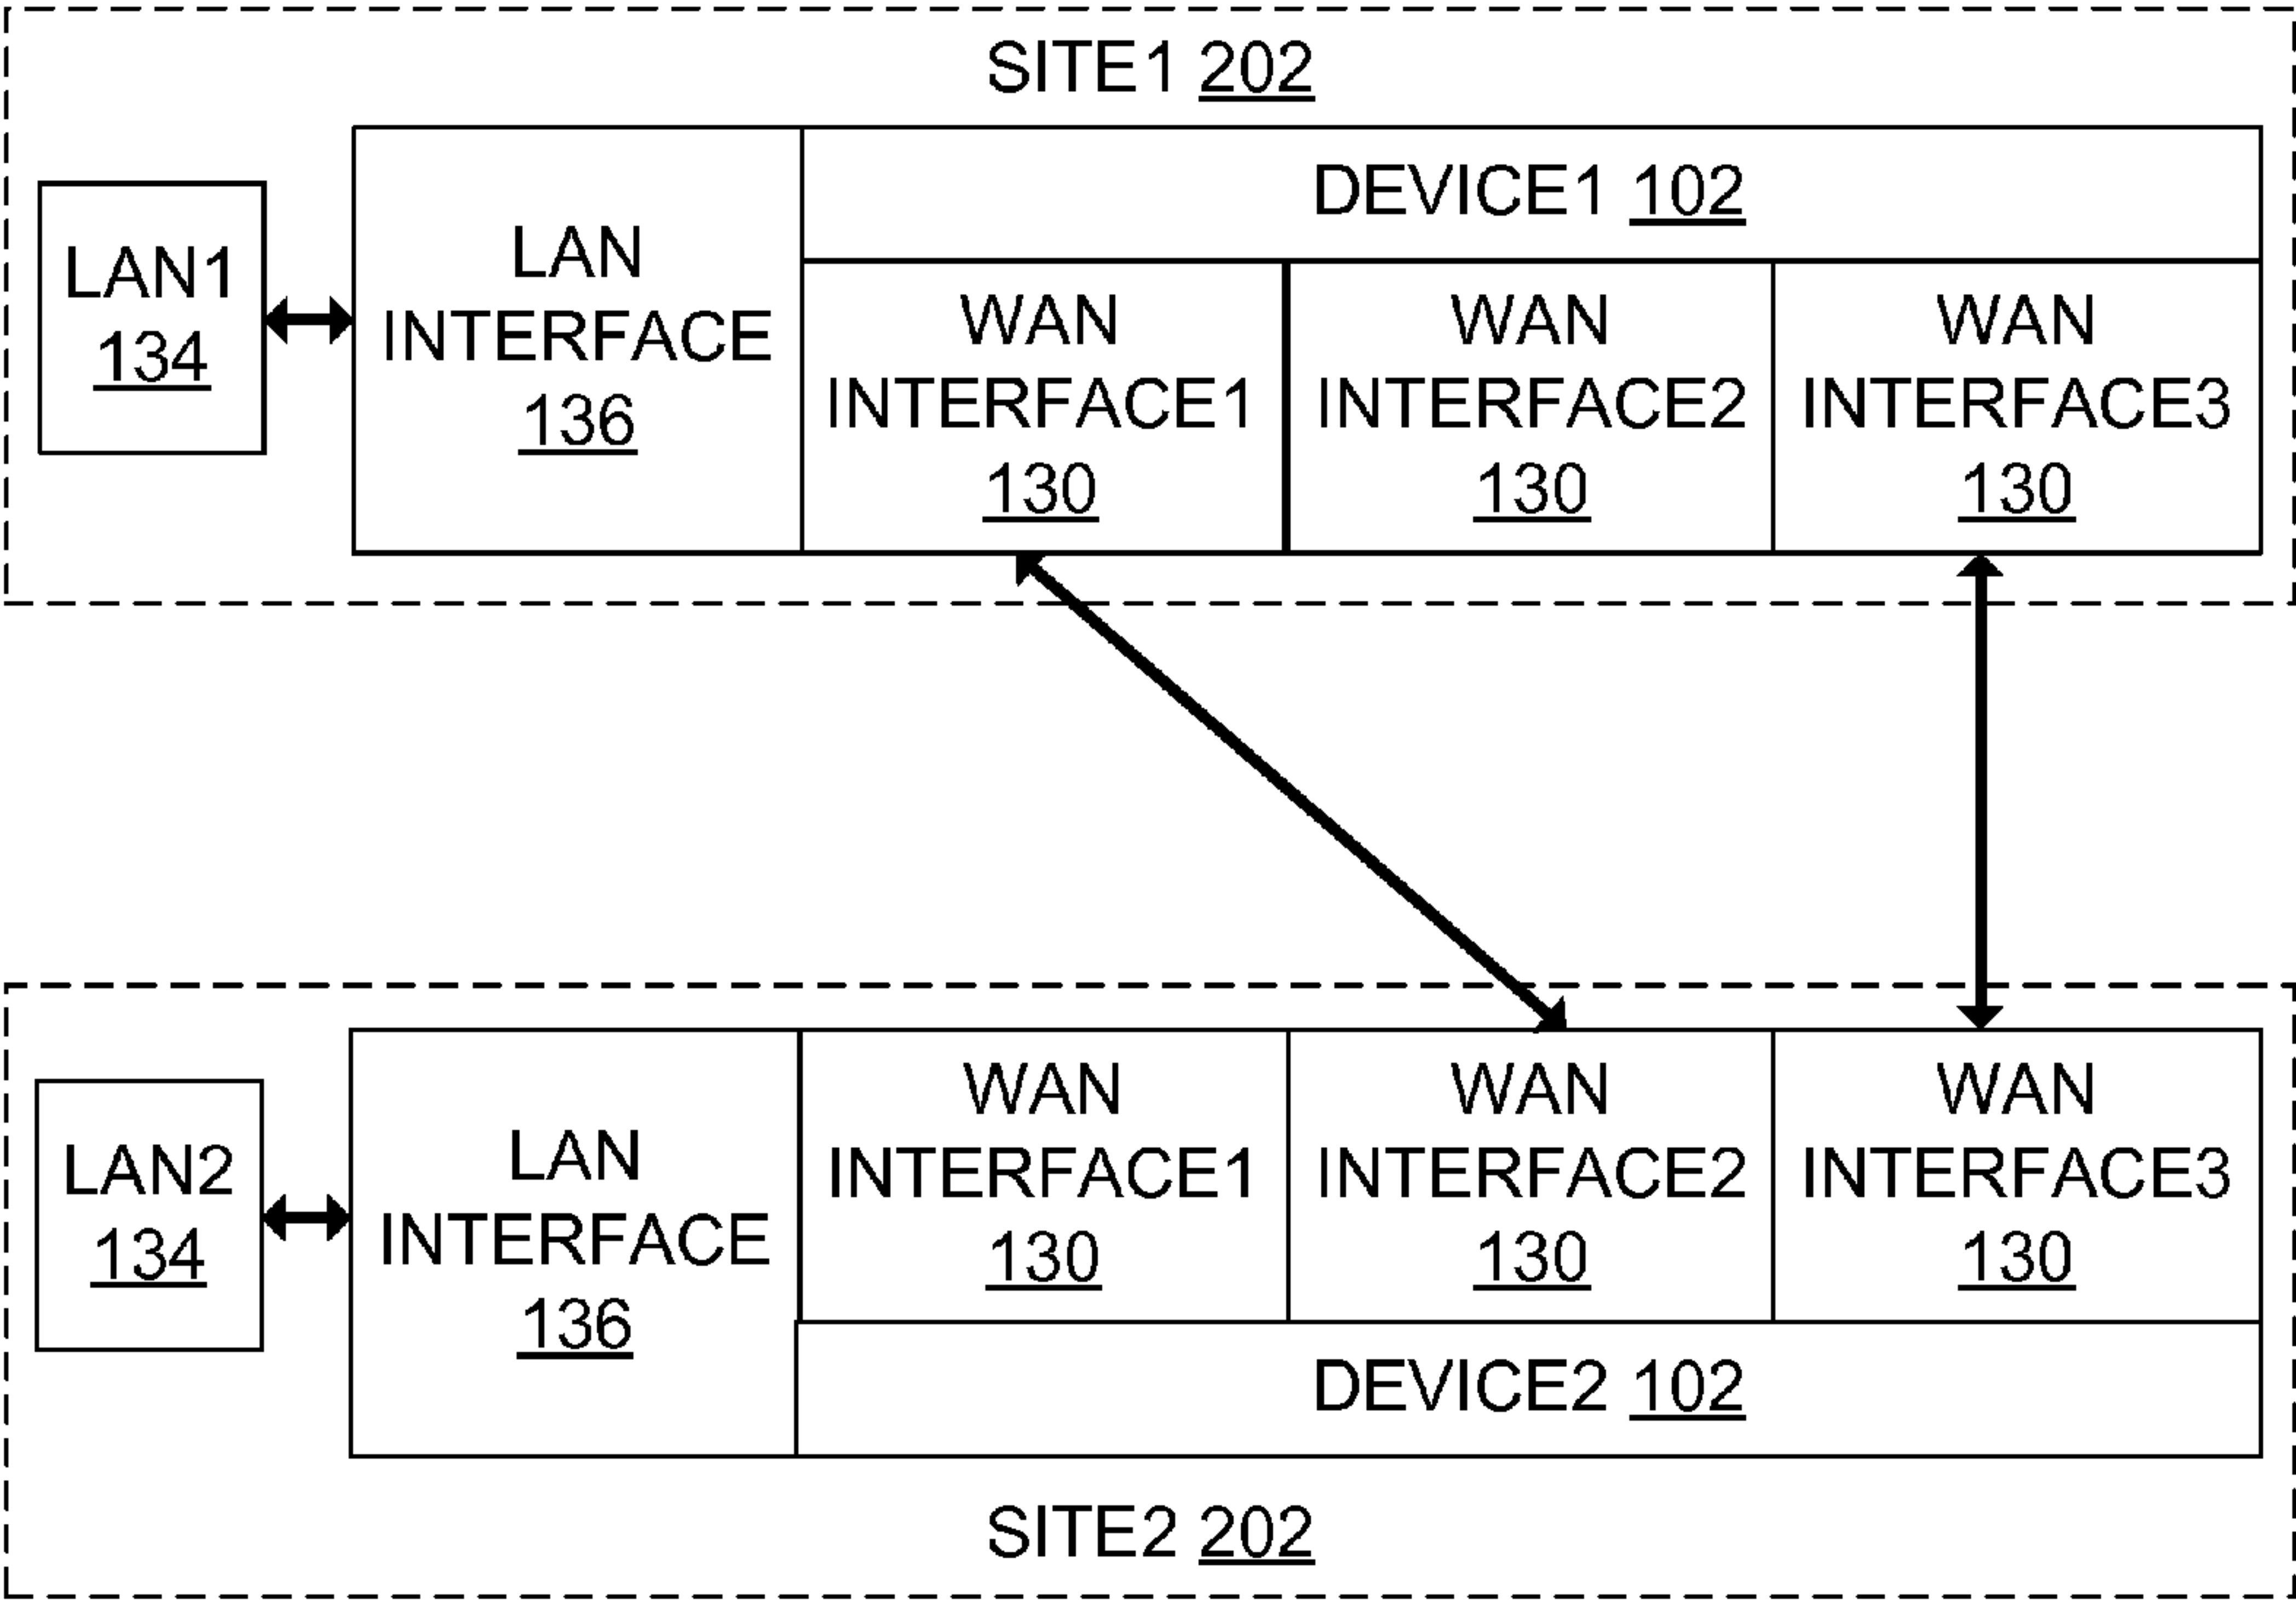 SITE1 202
DEVICE1 102
LAN1
134
LAN
INTERFACE
136
WAN
INTERFACE1
130
WAN
INTERFACE2
130
WAN
INTERFACE3
130
LAN2
134
LAN
INTERFACE
136
WAN
INTERFACE1
130
WAN
INTERFACE2
130
WAN
INTERFACE3
130
DEVICE2 102
SITE2 202